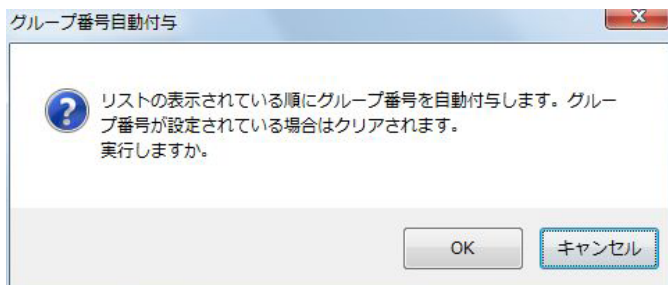 グループ番号自動付与
リストの表示されている順にグループ番号を自動付与します。グルー
プ番号が設定されている場合はクリアされます。
実行しますか。
OK
キャンセル